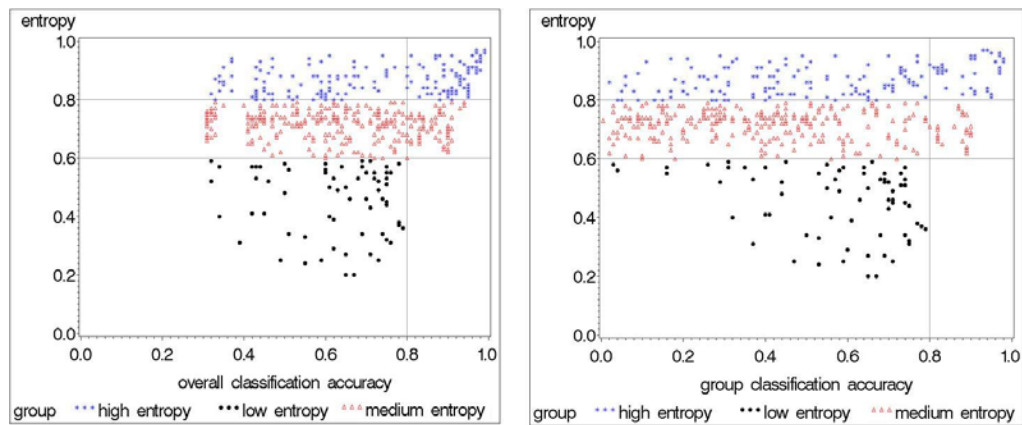 entropy
1.0
0.8
0.6
0.4
0.2
0.0
0.0 0.2 0.4 0.6 0.8 1.0
overall classification accuracy
group high entropy low entropy medium entropy
entropy
1.0
0.8
0.6
0.4
0.2
0.0
0.0 0.2 0.4 0.6 0.8 1.0
group classification accuracy
group high entropy low entropy medium entropy